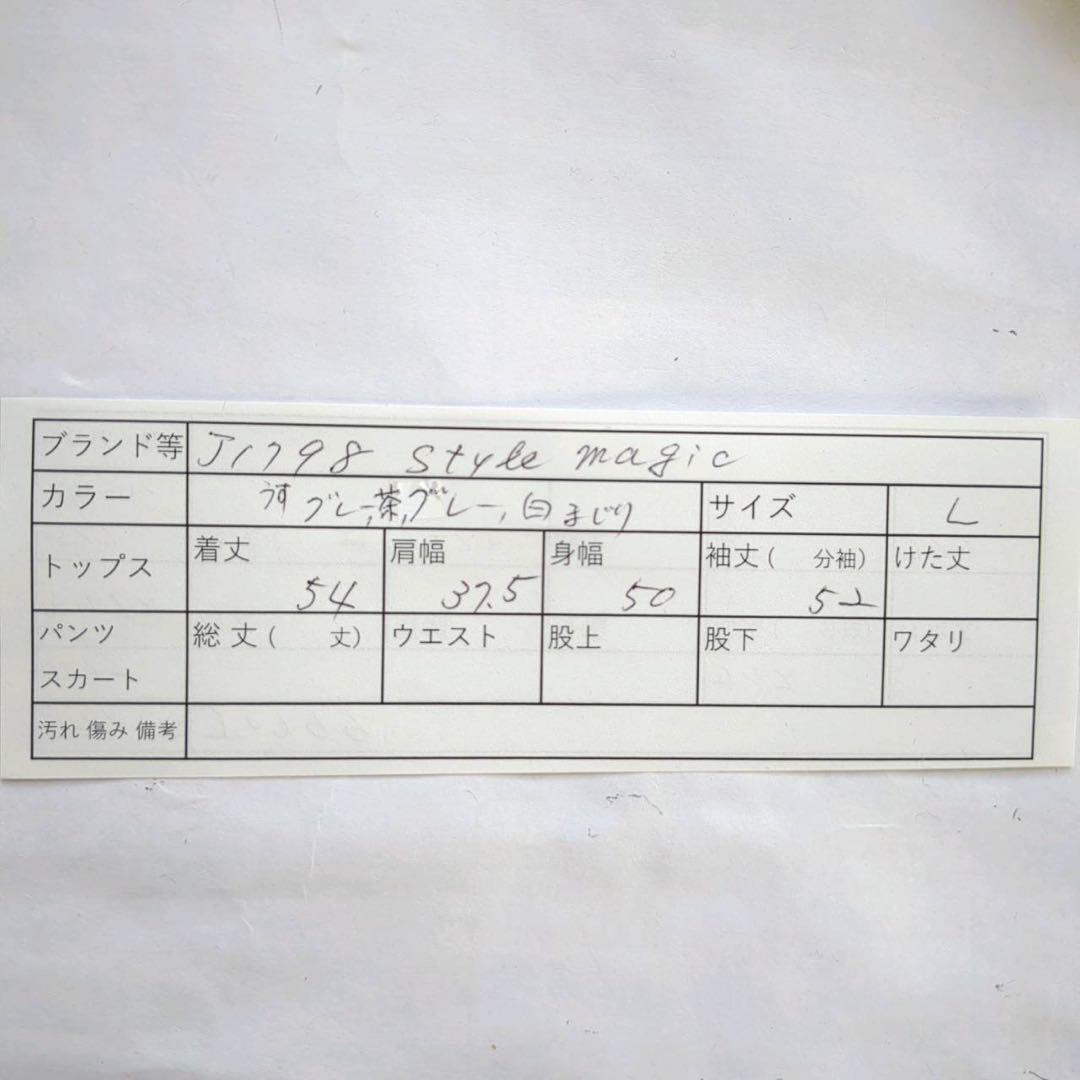 ブランド等 J1798 style magic
カラー グレー,茶,グレー,白まじり サイズ L
トップス 着丈 54 肩幅 37.5 身幅 50 袖丈( 分袖) 52 けた丈
パンツ スカート 総丈( 丈) ウエスト 股上 股下 ワタリ
汚れ 傷み 備考